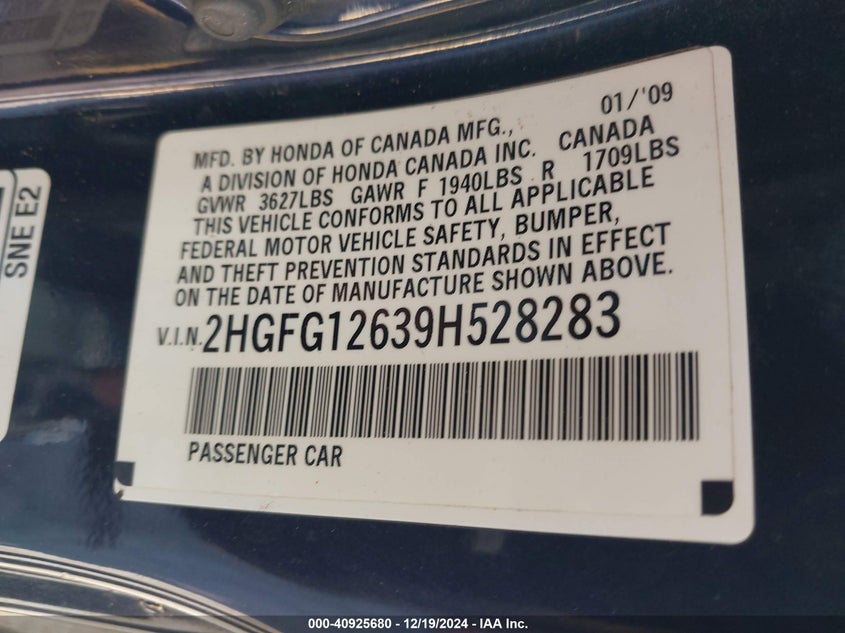 01/'09
MFD. BY HONDA OF CANADA MFG.,
A DIVISION OF HONDA CANADA INC. CANADA
GVWR 3627LBS GAWR F 1940LBS R 1709LBS
THIS VEHICLE CONFORMS TO ALL APPLICABLE
FEDERAL MOTOR VEHICLE SAFETY, BUMPER,
AND THEFT PREVENTION STANDARDS IN EFFECT
ON THE DATE OF MANUFACTURE SHOWN ABOVE.
V.I.N. 2HGFG12639H528283
PASSENGER CAR
SNE E2
000-40925680 - 12/19/2024 - IAA Inc.